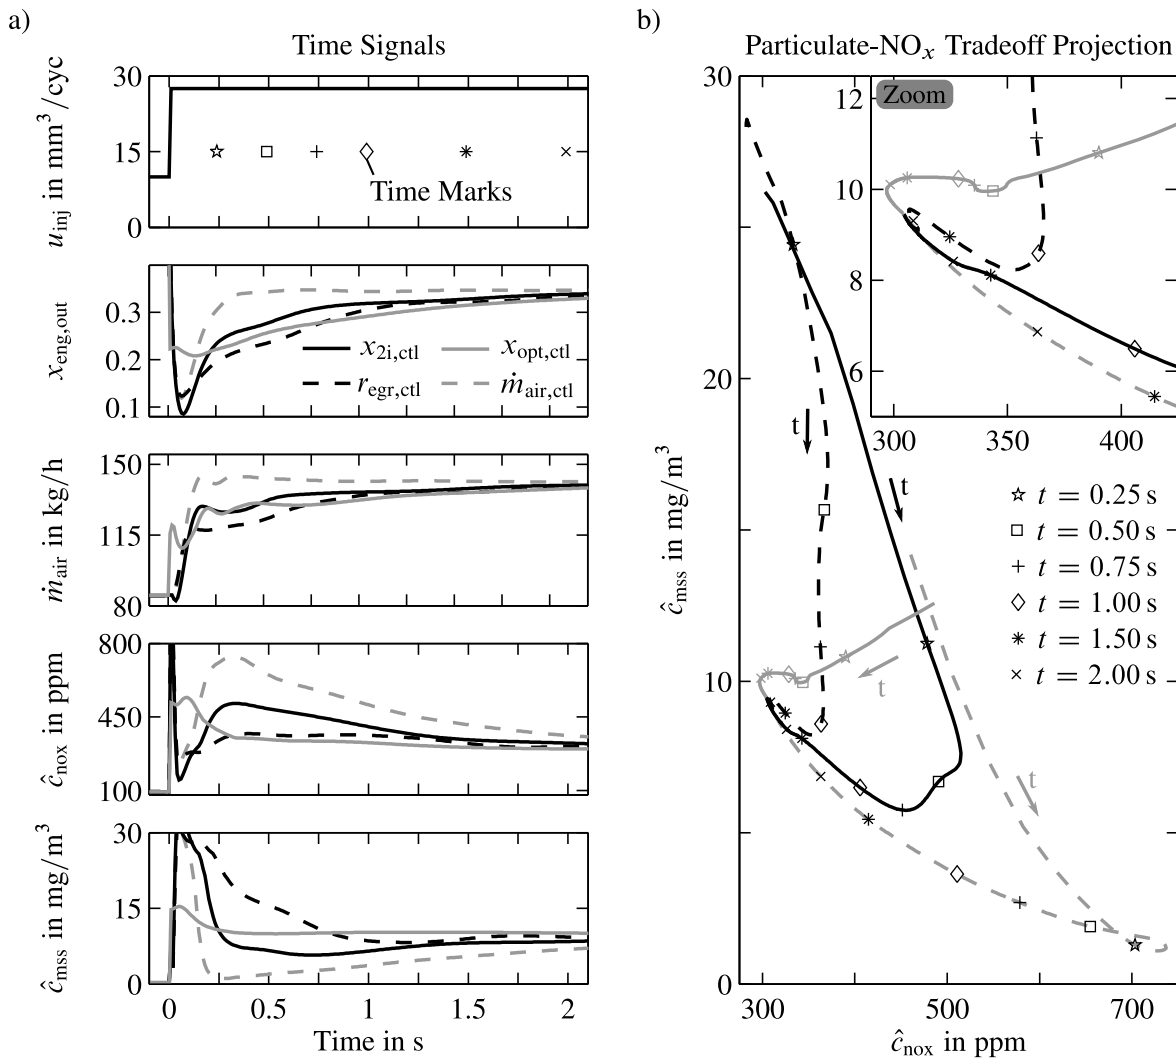 a)
Time Signals
u_inj in mm³/cyc
30
15
0
Time Marks
x_eng,out
0.3
0.2
0.1
x_2i,ctl
x_opt,ctl
r_egr,ctl
ṁ_air,ctl
ṁ_air in kg/h
150
115
80
ĉ_nox in ppm
800
450
100
ĉ_mss in mg/m³
30
15
0
0 0.5 1 1.5 2
Time in s
b)
Particulate-NOₓ Tradeoff Projection
ĉ_mss in mg/m³
30
20
10
0
Zoom
12
10
8
6
300 350 400
t
t
t
t
t = 0.25 s
t = 0.50 s
t = 0.75 s
t = 1.00 s
t = 1.50 s
t = 2.00 s
300 500 700
ĉ_nox in ppm